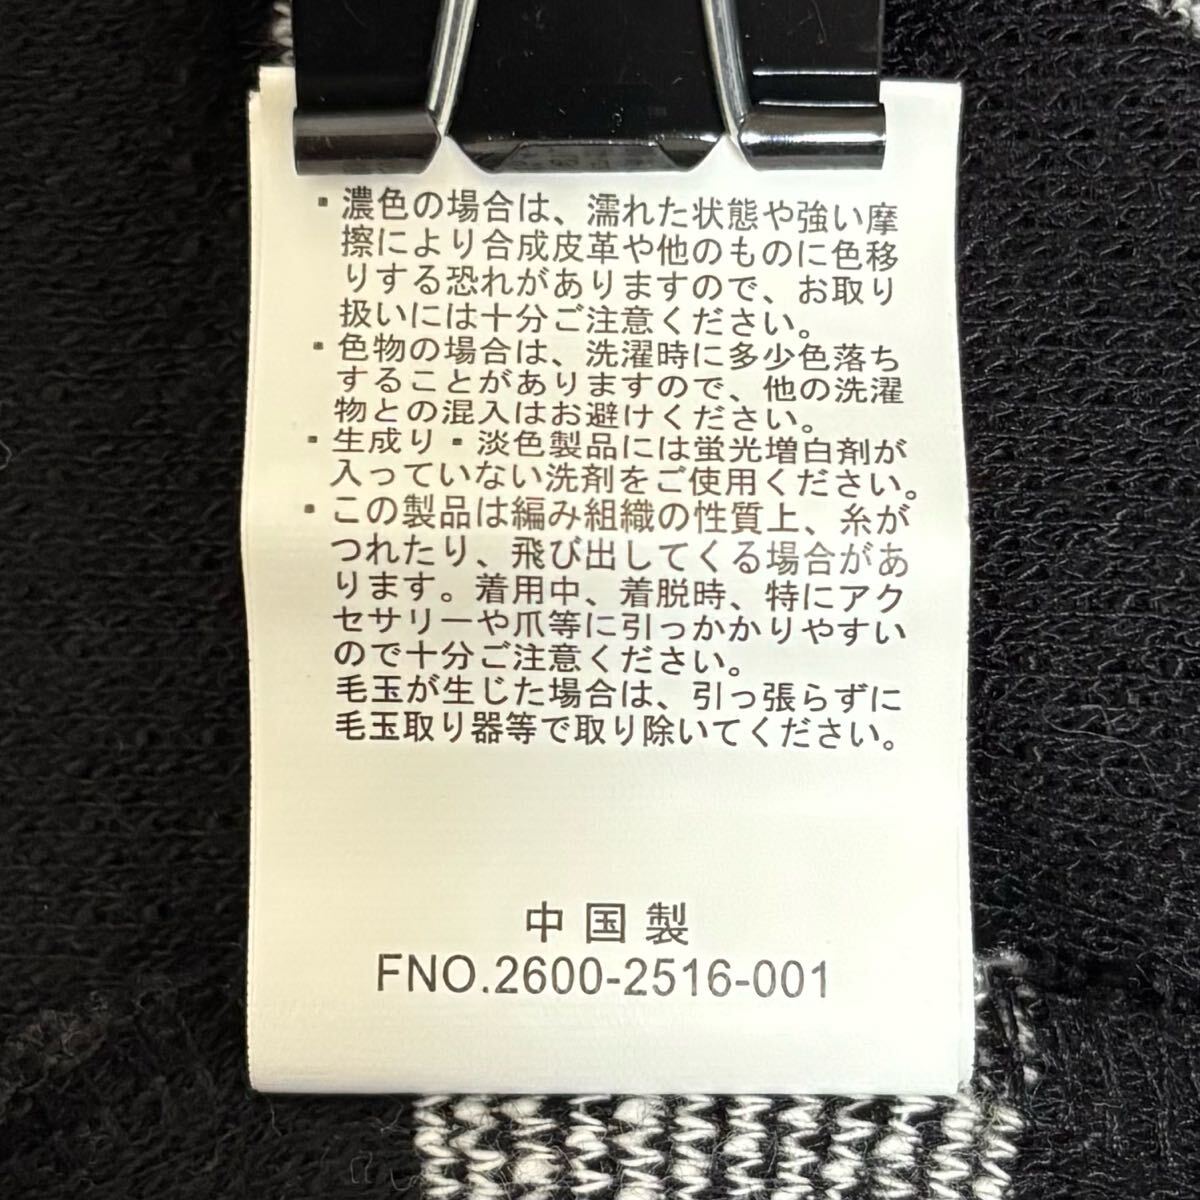 ・濃色の場合は、濡れた状態や強い摩
擦により合成皮革や他のものに色移
りする恐れがありますので、お取り
扱いには十分ご注意ください。
・色物の場合は、洗濯時に多少色落ち
することがありますので、他の洗濯
物との混入はお避けください。
・生成り・淡色製品には蛍光増白剤が
入っていない洗剤をご使用ください。
・この製品は編み組織の性質上、糸が
つれたり、飛び出してくる場合があ
ります。着用中、着脱時、特にアク
セサリーや爪等に引っかかりやすい
ので十分ご注意ください。
毛玉が生じた場合は、引っ張らずに
毛玉取り器等で取り除いてください。
中国製
FNO.2600-2516-001